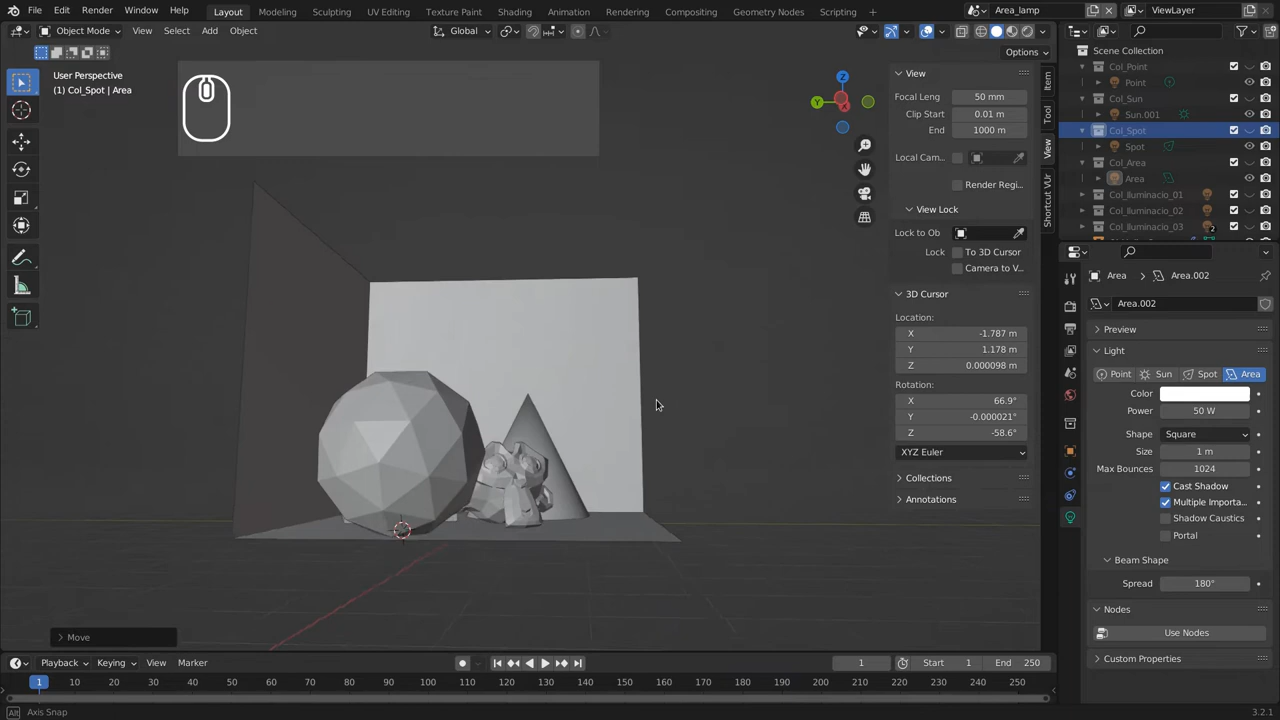 File Edit Render Window Help Layout Modeling Sculpting UV Editing Texture Paint Shading Animation Rendering Compositing Geometry Nodes Scripting Area_lamp ViewLayer
Object Mode View Select Add Object Global
Options
User Perspective
(1) Col_Spot | Area
Z
Y
X
View
Focal Leng 50 mm
Clip Start 0.01 m
End 1000 m
Local Cam...
Render Regi...
View Lock
Lock to Ob
Lock To 3D Cursor
Camera to V...
3D Cursor
Location:
X -1.787 m
Y 1.178 m
Z 0.000098 m
Rotation:
X 66.9°
Y -0.000021°
Z -58.6°
XYZ Euler
Collections
Annotations
Item
Tool
View
Shortcut VUr
Scene Collection
Col_Point
Point
Col_Sun
Sun.001
Col_Spot
Spot
Col_Area
Area
Col_Iluminacio_01
Col_Iluminacio_02
Col_Iluminacio_03 2
Area Area.002
Area.002
Preview
Light
Point Sun Spot Area
Color
Power 50 W
Shape Square
Size 1 m
Max Bounces 1024
Cast Shadow
Multiple Importa...
Shadow Caustics
Portal
Beam Shape
Spread 180°
Nodes
Use Nodes
Custom Properties
Move
Playback Keying View Marker 1 Start 1 End 250
1 10 20 30 40 50 60 70 80 90 100 110 120 130 140 150 160 170 180 190 200 210 220 230 240 250
Alt Axis Snap 3.2.1